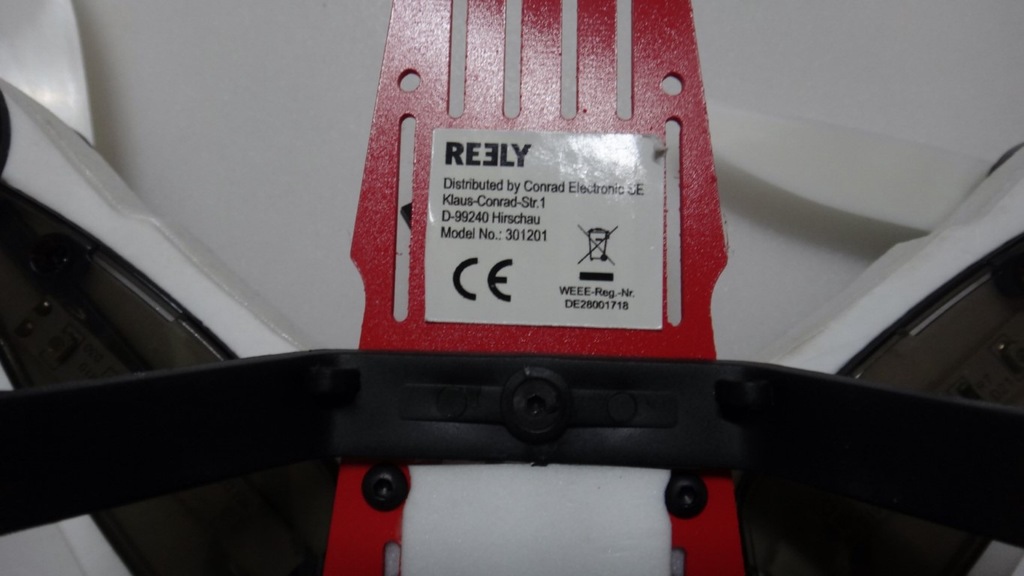 REELY
Distributed by Conrad Electronic SE
Klaus-Conrad-Str.1
D-99240 Hirschau
Model No.: 301201
CE
WEEE-Reg.-Nr.
DE28001718